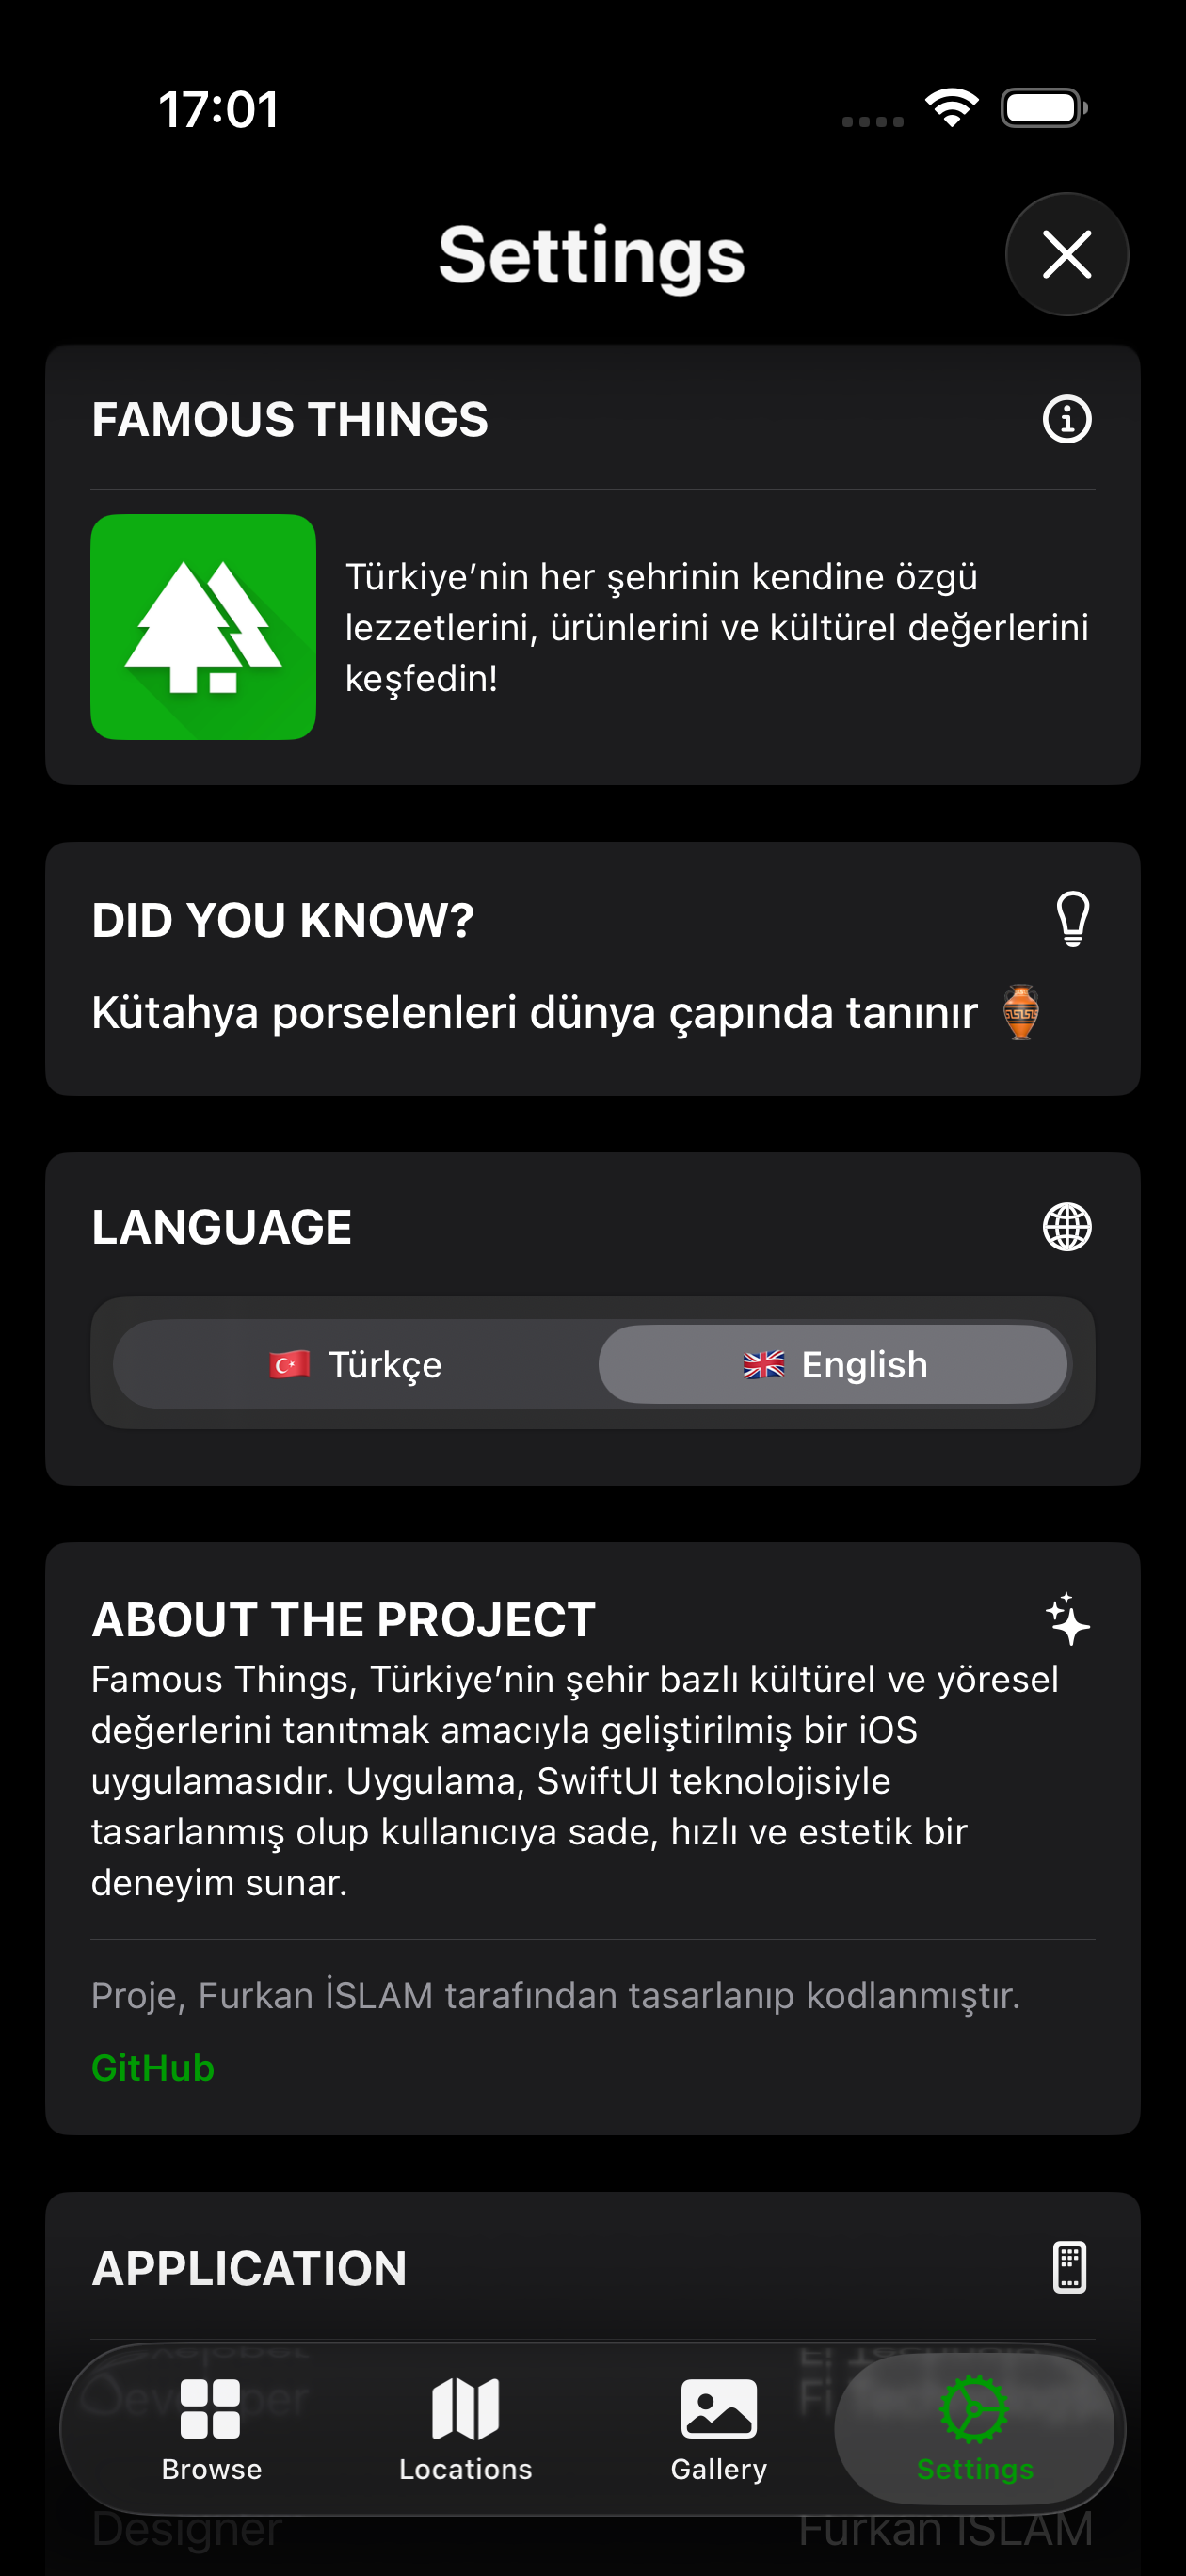 17:01
Settings
FAMOUS THINGS
Türkiye’nin her şehrinin kendine özgü
lezzetlerini, ürünlerini ve kültürel değerlerini
keşfedin!
DID YOU KNOW?
Kütahya porselenleri dünya çapında tanınır
LANGUAGE
Türkçe
English
ABOUT THE PROJECT
Famous Things, Türkiye’nin şehir bazlı kültürel ve yöresel
değerlerini tanıtmak amacıyla geliştirilmiş bir iOS
uygulamasıdır. Uygulama, SwiftUI teknolojisiyle
tasarlanmış olup kullanıcıya sade, hızlı ve estetik bir
deneyim sunar.
Proje, Furkan İSLAM tarafından tasarlanıp kodlanmıştır.
GitHub
APPLICATION
Browse
Locations
Gallery
Settings
Designer
Furkan İSLAM